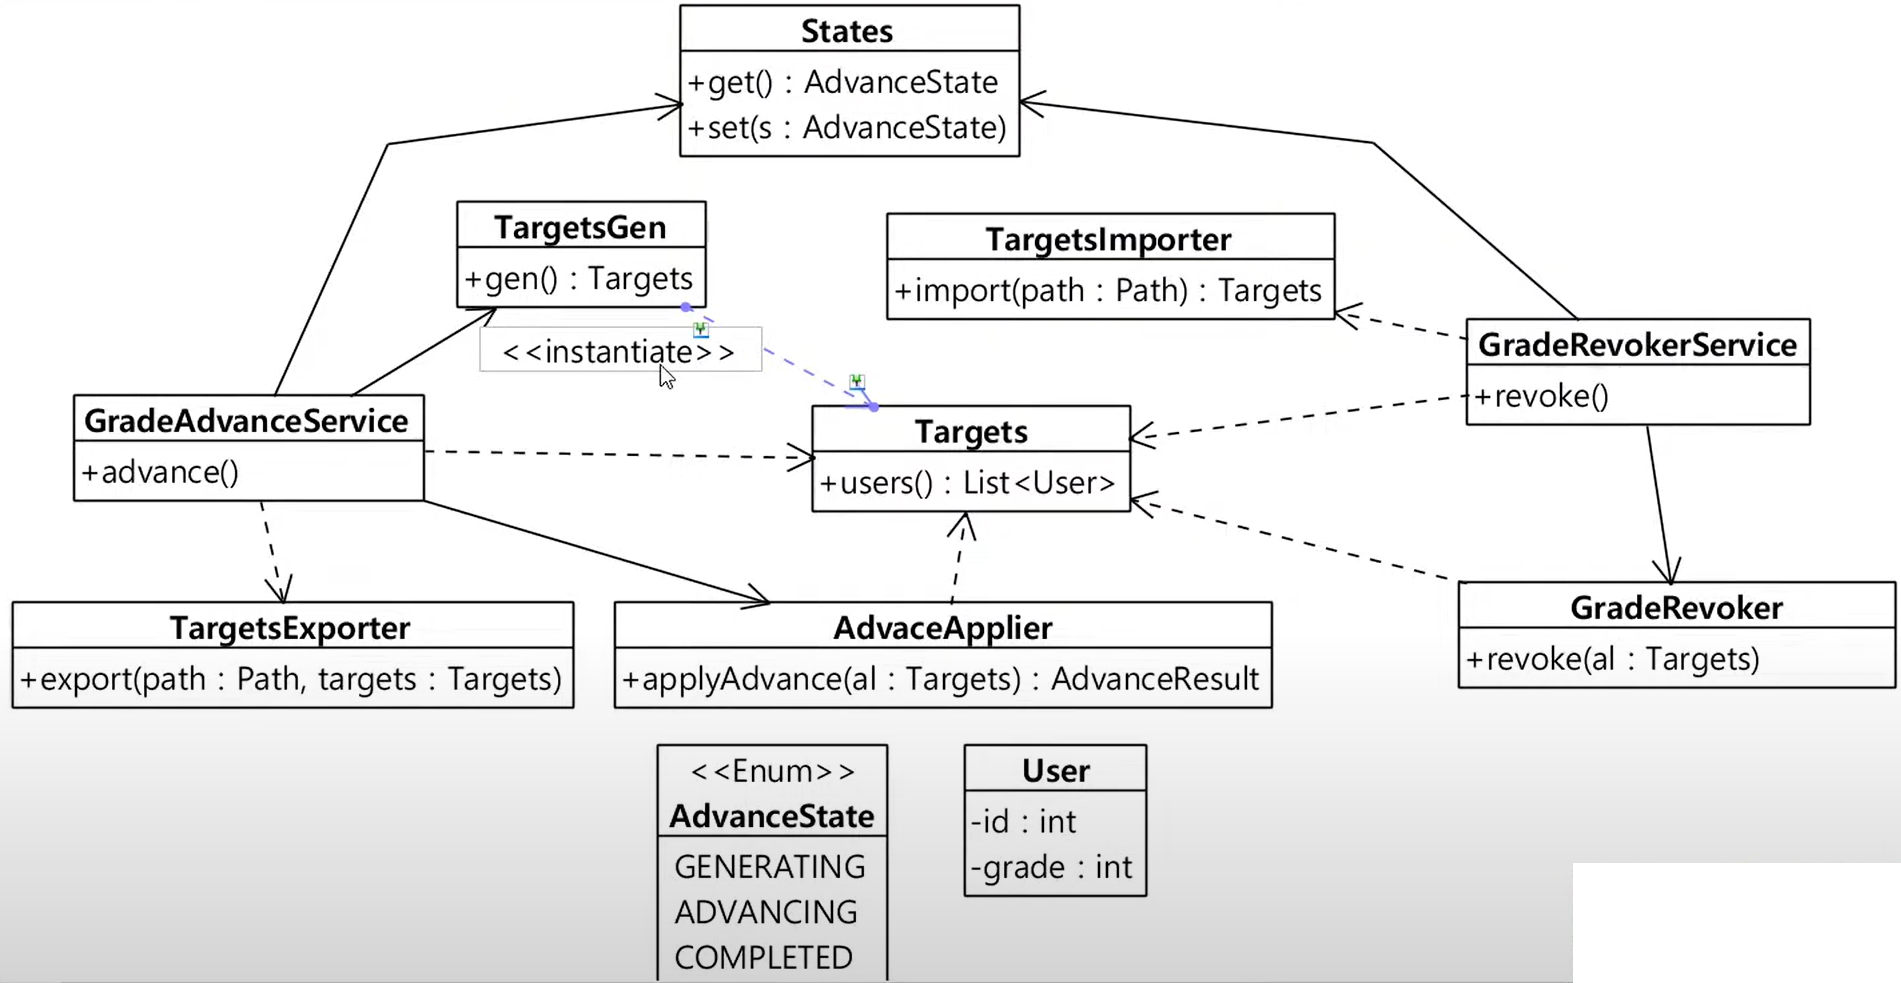 States
+get() : AdvanceState
+set(s : AdvanceState)
TargetsGen
+gen() : Targets
TargetsImporter
+import(path : Path) : Targets
<<instantiate>>
GradeRevokerService
+revoke()
GradeAdvanceService
+advance()
Targets
+users() : List<User>
TargetsExporter
+export(path : Path, targets : Targets)
AdvaceApplier
+applyAdvance(al : Targets) : AdvanceResult
GradeRevoker
+revoke(al : Targets)
<<Enum>>
AdvanceState
GENERATING
ADVANCING
COMPLETED
User
-id : int
-grade : int